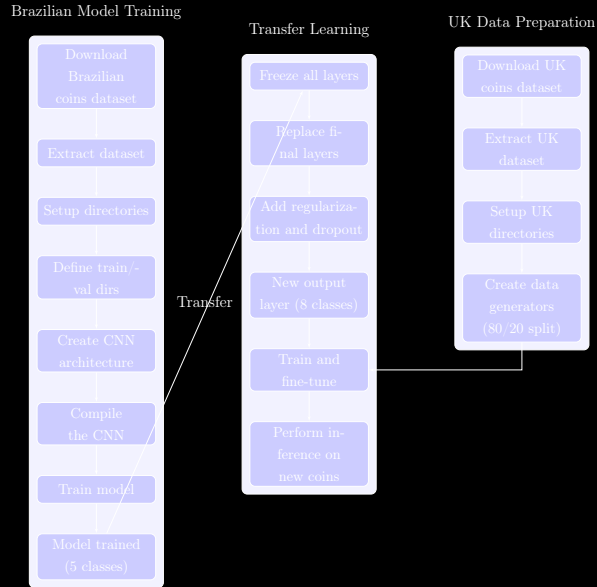 Brazilian Model Training
Download
Brazilian
coins dataset
Extract dataset
Setup directories
Define train/-
val dirs
Create CNN
architecture
Compile
the CNN
Train model
Model trained
(5 classes)
Transfer
Transfer Learning
Freeze all layers
Replace fi-
nal layers
Add regulariza-
tion and dropout
New output
layer (8 classes)
Train and
fine-tune
Perform in-
ference on
new coins
UK Data Preparation
Download UK
coins dataset
Extract UK
dataset
Setup UK
directories
Create data
generators
(80/20 split)